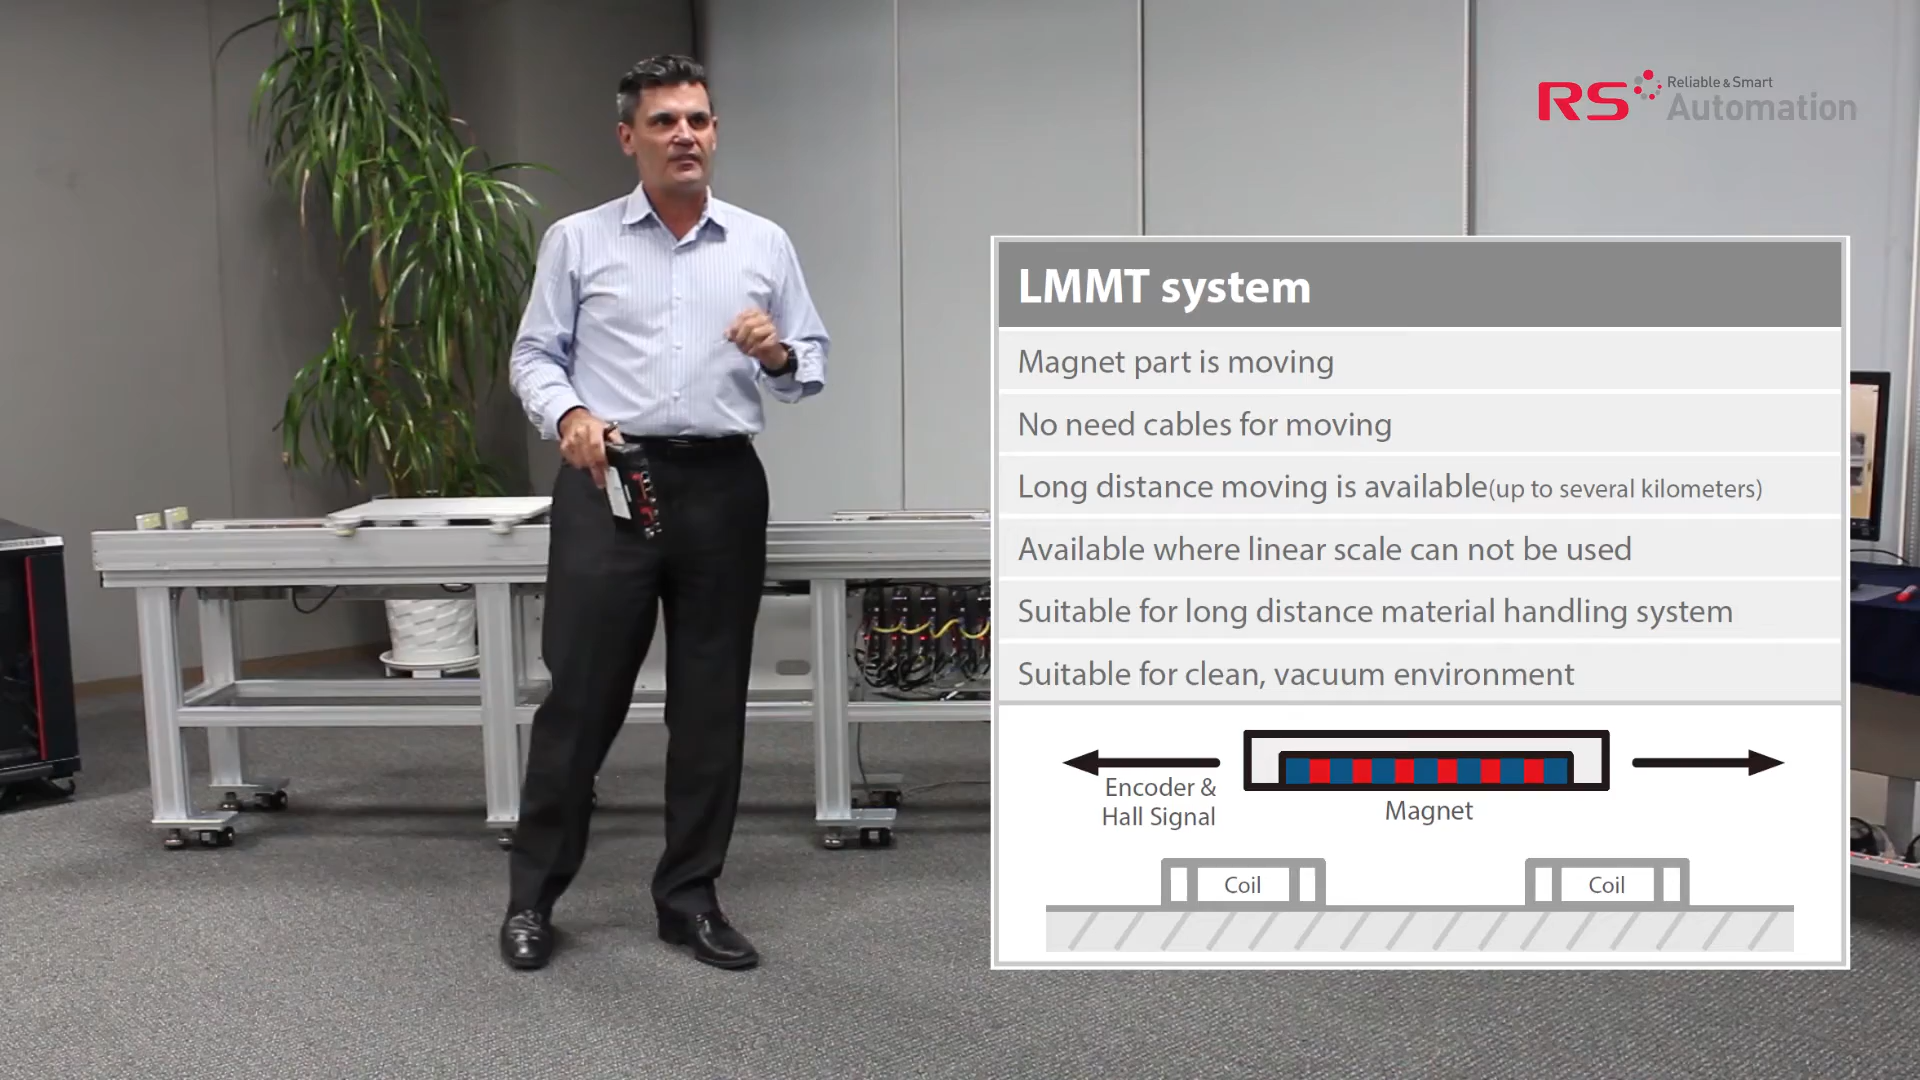 RS Reliable & Smart
Automation
LMMT system
Magnet part is moving
No need cables for moving
Long distance moving is available(up to several kilometers)
Available where linear scale can not be used
Suitable for long distance material handling system
Suitable for clean, vacuum environment
Encoder &
Hall Signal
Magnet
Coil
Coil